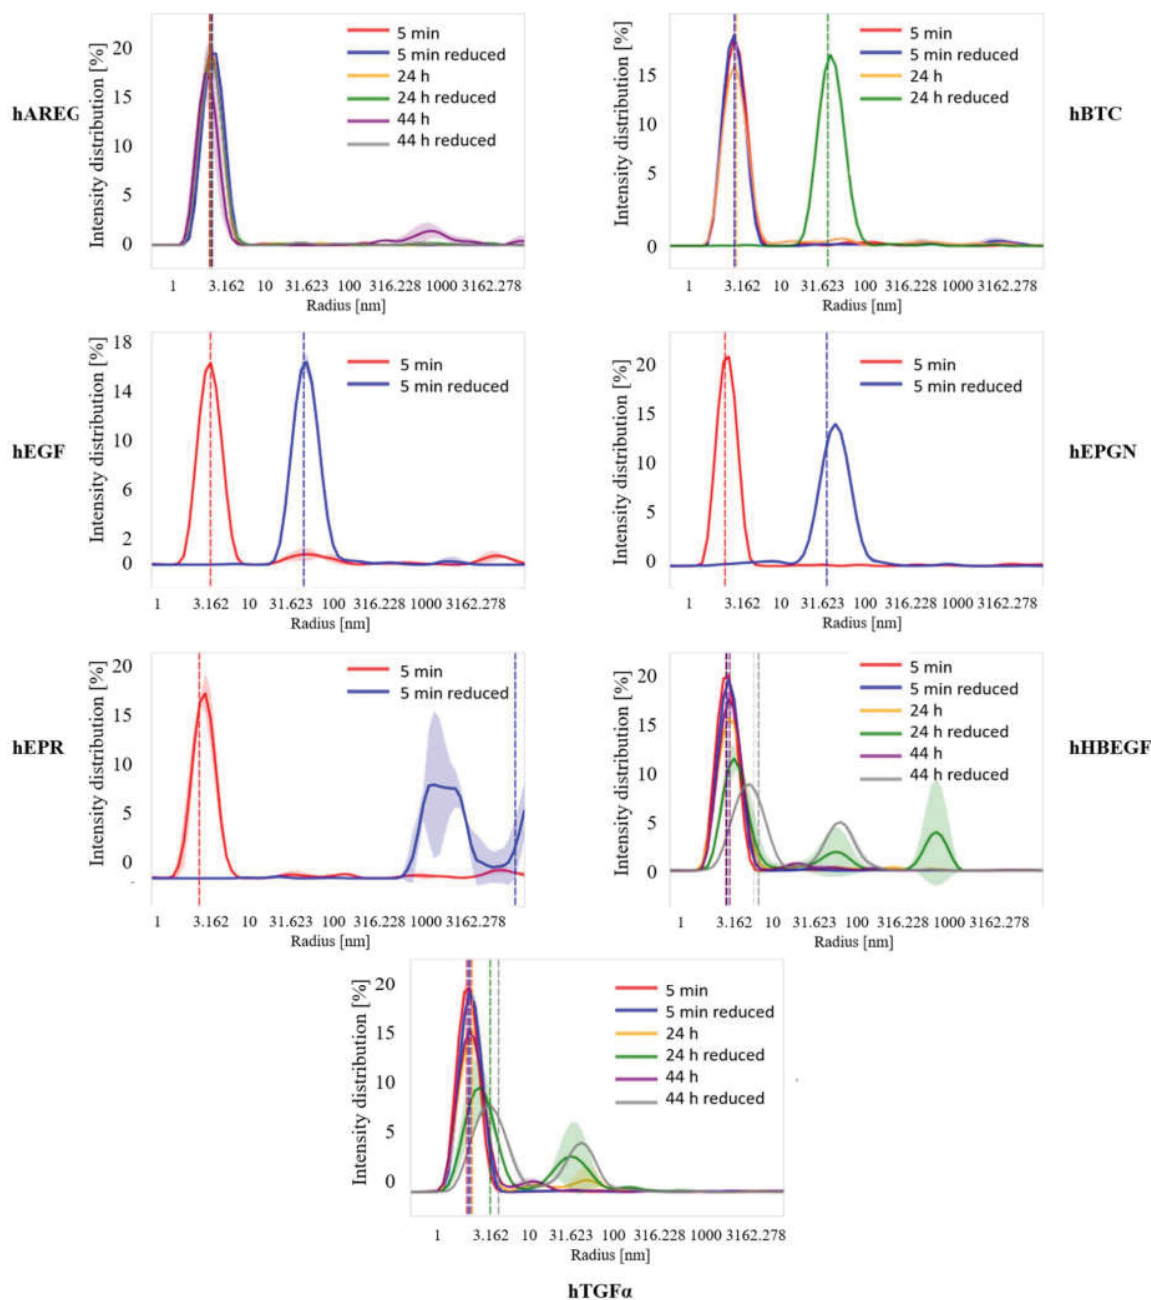 hAREG
Intensity distribution [%]
20
15
10
5
0
5 min
5 min reduced
24 h
24 h reduced
44 h
44 h reduced
1 3.162 10 31.623 100 316.228 1000 3162.278
Radius [nm]
hBTC
Intensity distribution [%]
15
10
5
0
5 min
5 min reduced
24 h
24 h reduced
1 3.162 10 31.623 100 316.228 1000 3162.278
Radius [nm]
hEGF
Intensity distribution [%]
18
16
10
6
2
0
5 min
5 min reduced
1 3.162 10 31.623 100 316.228 1000 3162.278
Radius [nm]
hEPGN
Intensity distribution [%]
20
15
10
5
0
5 min
5 min reduced
1 3.162 10 31.623 100 316.228 1000 3162.278
Radius [nm]
hEPR
Intensity distribution [%]
20
15
10
5
0
5 min
5 min reduced
1 3.162 10 31.623 100 316.228 1000 3162.278
Radius [nm]
hHBEGF
Intensity distribution [%]
20
15
10
5
0
5 min
5 min reduced
24 h
24 h reduced
44 h
44 h reduced
1 3.162 10 31.623 100 316.228 1000 3162.278
Radius [nm]
Intensity distribution [%]
20
15
10
5
0
5 min
5 min reduced
24 h
24 h reduced
44 h
44 h reduced
1 3.162 10 31.623 100 316.228 1000 3162.278
Radius [nm]
hTGFα